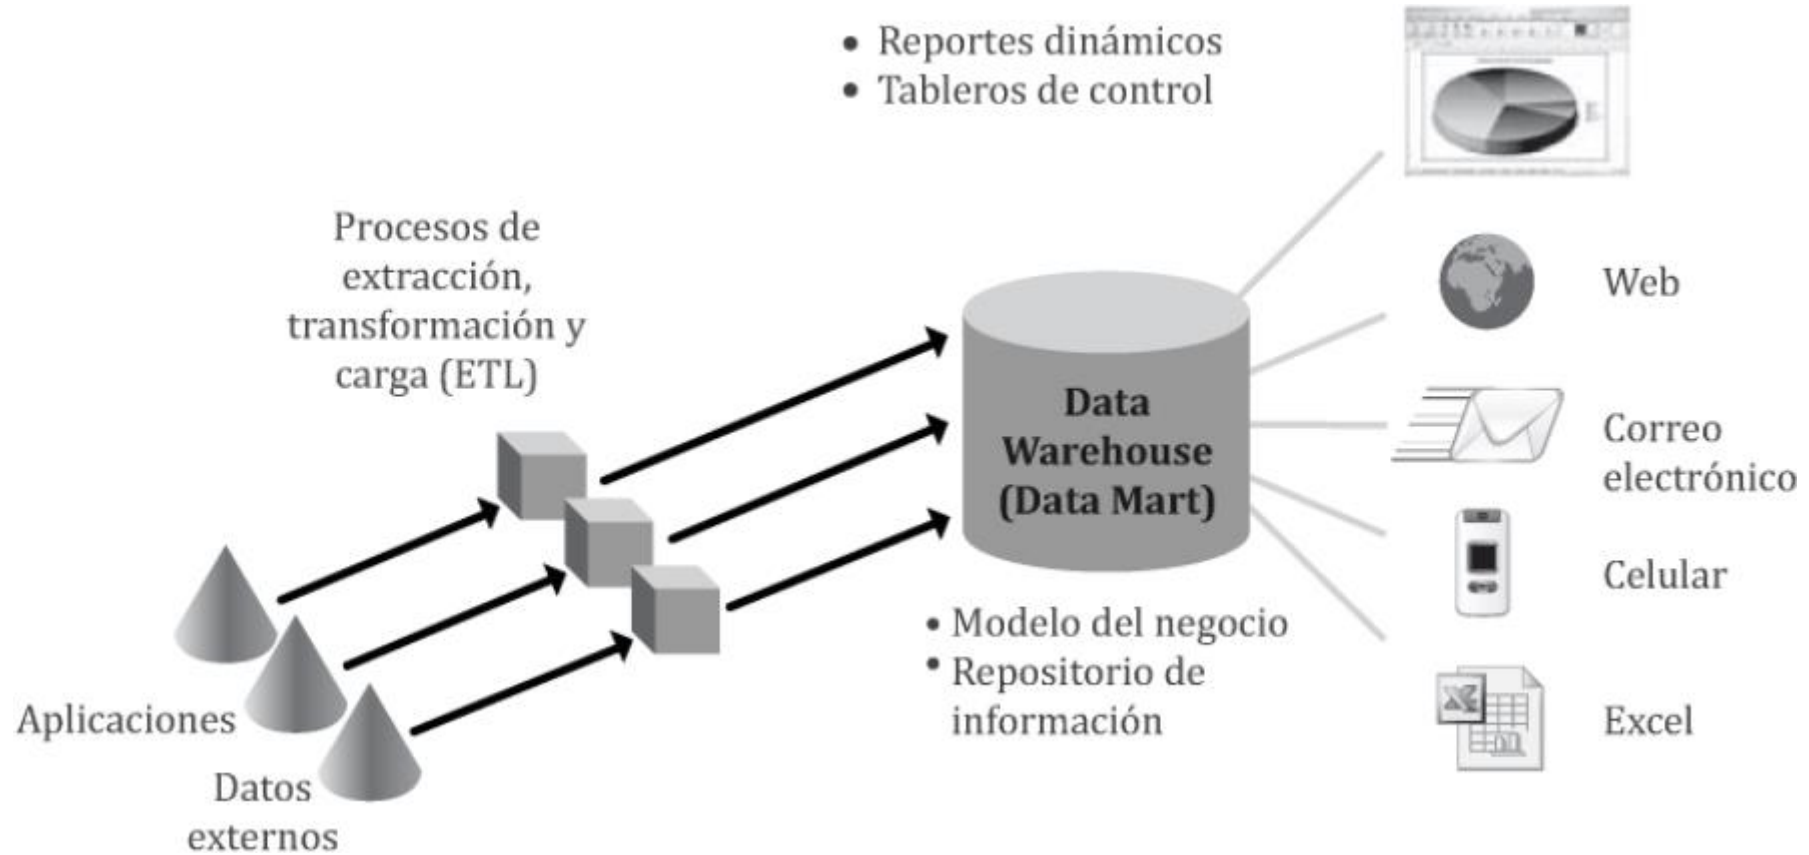 • Reportes dinámicos
• Tableros de control
Procesos de
extracción,
transformación y
carga (ETL)
Web
Data
Warehouse
(Data Mart)
Correo
electrónico
Celular
• Modelo del negocio
• Repositorio de
información
Aplicaciones
Excel
Datos
externos